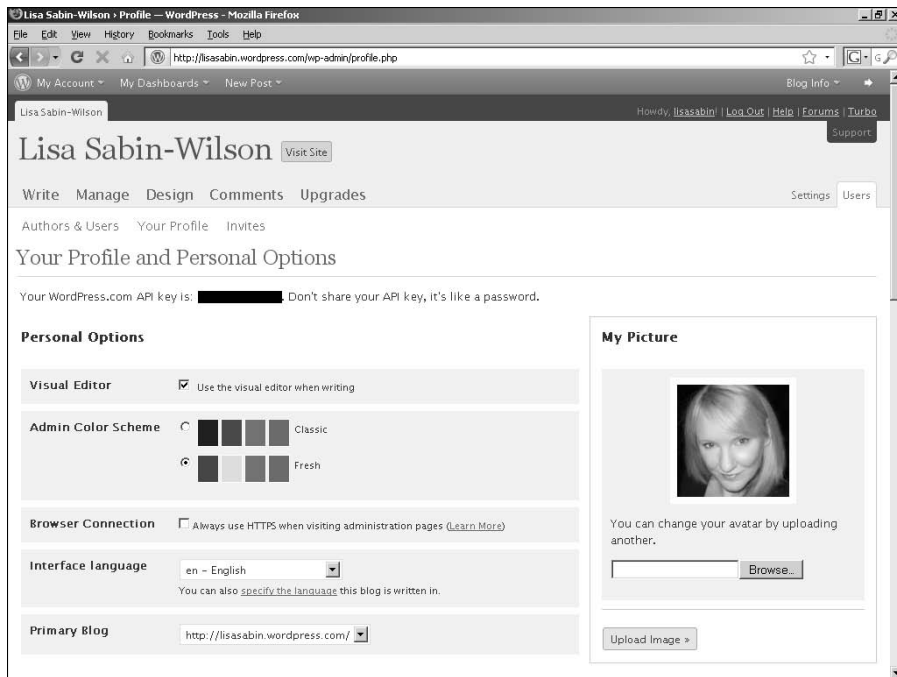 Lisa Sabin-Wilson › Profile — WordPress - Mozilla Firefox
File Edit View History Bookmarks Tools Help
http://lisasabin.wordpress.com/wp-admin/profile.php
G
G
My Account My Dashboards New Post Blog Info
Lisa Sabin-Wilson Howdy, lisasabin! | Log Out | Help | Forums | Turbo
Support
Lisa Sabin-Wilson Visit Site
Write Manage Design Comments Upgrades Settings Users
Authors & Users Your Profile Invites
Your Profile and Personal Options
Your WordPress.com API key is: . Don't share your API key, it's like a password.
Personal Options
Visual Editor Use the visual editor when writing
Admin Color Scheme Classic
Fresh
Browser Connection Always use HTTPS when visiting administration pages (Learn More)
Interface language en – English
You can also specify the language this blog is written in.
Primary Blog http://lisasabin.wordpress.com/
My Picture
You can change your avatar by uploading
another.
Browse...
Upload Image »